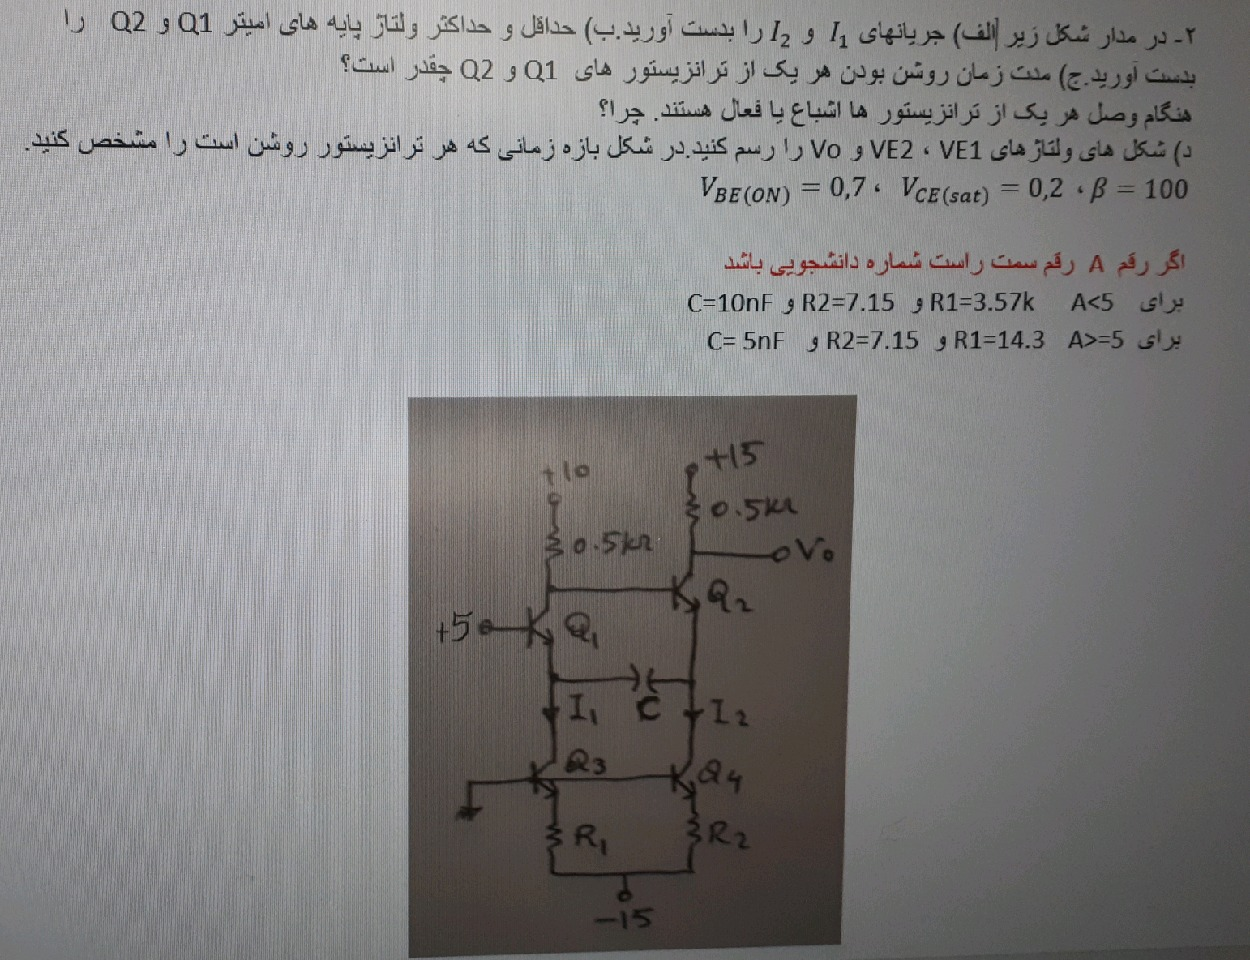 ۲- در مدار شکل زیر الف) جریانهای I₁ و I₂ را بدست آورید.ب) حداقل و حداکثر ولتاژ پایه های امیتر Q1 و Q2 را
بدست آورید.ج) مدت زمان روشن بودن هر یک از ترانزیستور های Q1 و Q2 چقدر است؟
هنگام وصل هر یک از ترانزیستور ها اشباع یا فعال هستند. چرا؟
د) شکل های ولتاژ های VE1 ، VE2 و Vo را رسم کنید.در شکل بازه زمانی که هر ترانزیستور روشن است را مشخص کنید.
V_BE(ON) = 0,7 ، V_CE(sat) = 0,2 ، β = 100
اگر رقم A رقم سمت راست شماره دانشجویی باشد
برای A<5 R1=3.57k و R2=7.15 و C=10nF
برای A>=5 R1=14.3 و R2=7.15 و C= 5nF
+10
+15
0.5kΩ
0.5kΩ
Vo
+5
Q1
Q2
C
I1
I2
Q3
Q4
R1
R2
-15